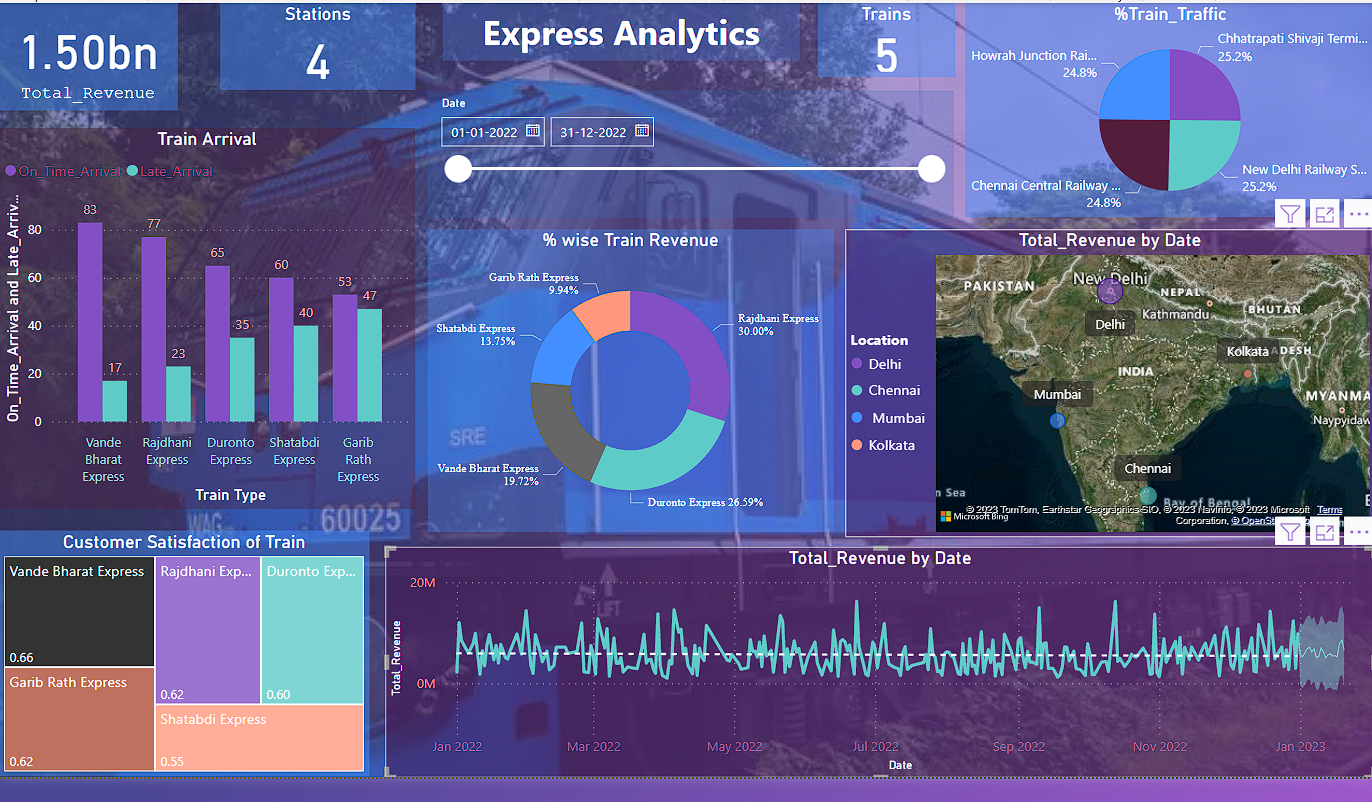 1.50bn
Total_Revenue
Stations
4
Express Analytics
Trains
5
Date
01-01-2022
31-12-2022
%Train_Traffic
Chhatrapati Shivaji Termi...
25.2%
Howrah Junction Rai...
24.8%
New Delhi Railway S...
25.2%
Chennai Central Railway ...
24.8%
Train Arrival
On_Time_Arrival
Late_Arrival
On_Time_Arrival and Late_Arriv...
80
60
40
20
0
83
17
77
23
65
35
60
40
53
47
Vande
Bharat
Express
Rajdhani
Express
Duronto
Express
Shatabdi
Express
Garib
Rath
Express
Train Type
% wise Train Revenue
Garib Rath Express
9.94%
Rajdhani Express
30.00%
Shatabdi Express
13.75%
Vande Bharat Express
19.72%
Duronto Express 26.59%
SRE
WAG
60025
Total_Revenue by Date
Location
Delhi
Chennai
Mumbai
Kolkata
PAKISTAN
New Delhi
NEPAL
Kathmandu
BHUTAN
Delhi
Kolkata
DESH
INDIA
Mumbai
MYANMA
Naypyidaw
Chennai
n Sea
Bay of Bengal
© 2023 TomTom, Earthstar Geographics SIO, © 2023 NavInfo, © 2023 Microsoft
Terms
Microsoft Bing
Corporation, © OpenSt
Customer Satisfaction of Train
Vande Bharat Express
0.66
Rajdhani Exp...
0.62
Duronto Exp...
0.60
Garib Rath Express
0.62
Shatabdi Express
0.55
Total_Revenue by Date
Total_Revenue
20M
0M
LIFT
Jan 2022
Mar 2022
May 2022
Jul 2022
Sep 2022
Nov 2022
Jan 2023
Date